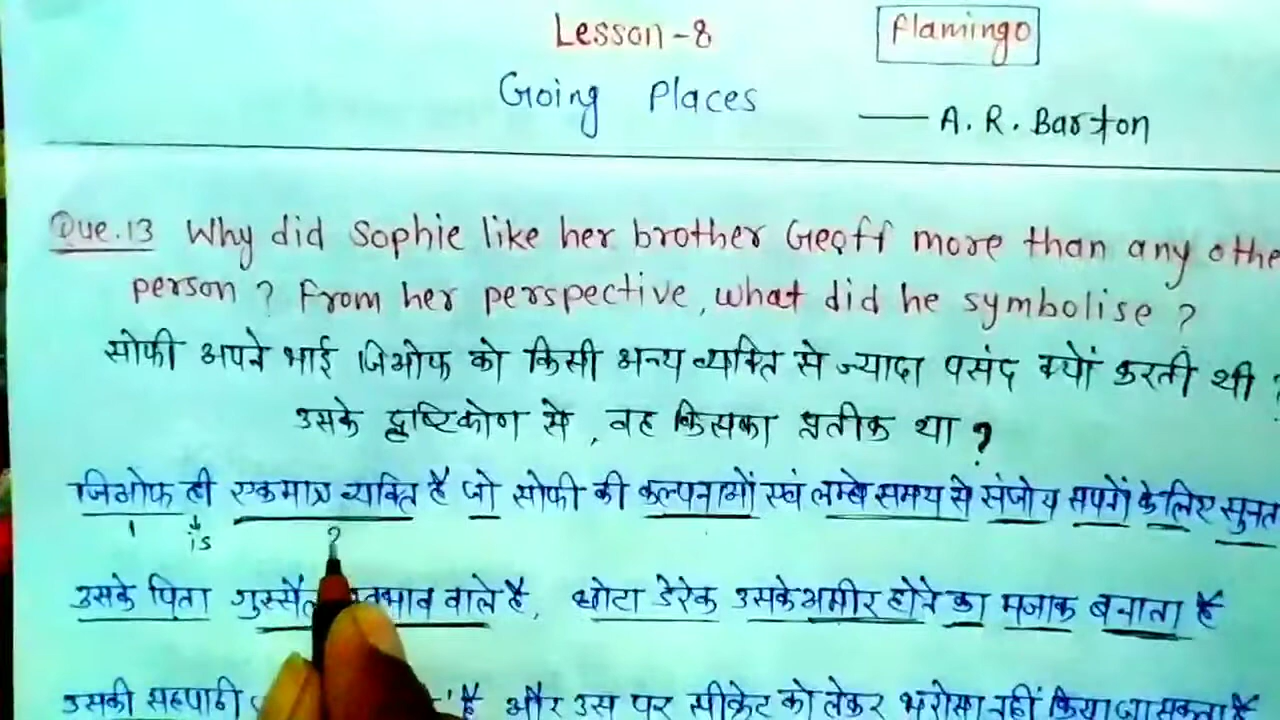 Lesson-8
Flamingo
Going Places
— A. R. Barton
Que.13 Why did Sophie like her brother Geoff more than any othe
person ? From her perspective, what did he symbolise ?
सोफी अपने भाई जिओफ को किसी अन्य व्यक्ति से ज्यादा पसंद क्यों करती थी ?
उसके दृष्टिकोण से , वह किसका प्रतीक था ?
जिओफ ही एकमात्र व्यक्ति है जो सोफी की कल्पनाओं एवं लम्बे समय से संजोय सपनों के लिए सुनत
1 is 2
उसके पिता गुस्सैल स्वभाव वाले है, छोटा डेरेक उसके अमीर होने का मजाक बनाता है
उसकी सहपाठी है और उस पर सीक्रेट को लेकर भरोसा नहीं किया जा सकता है